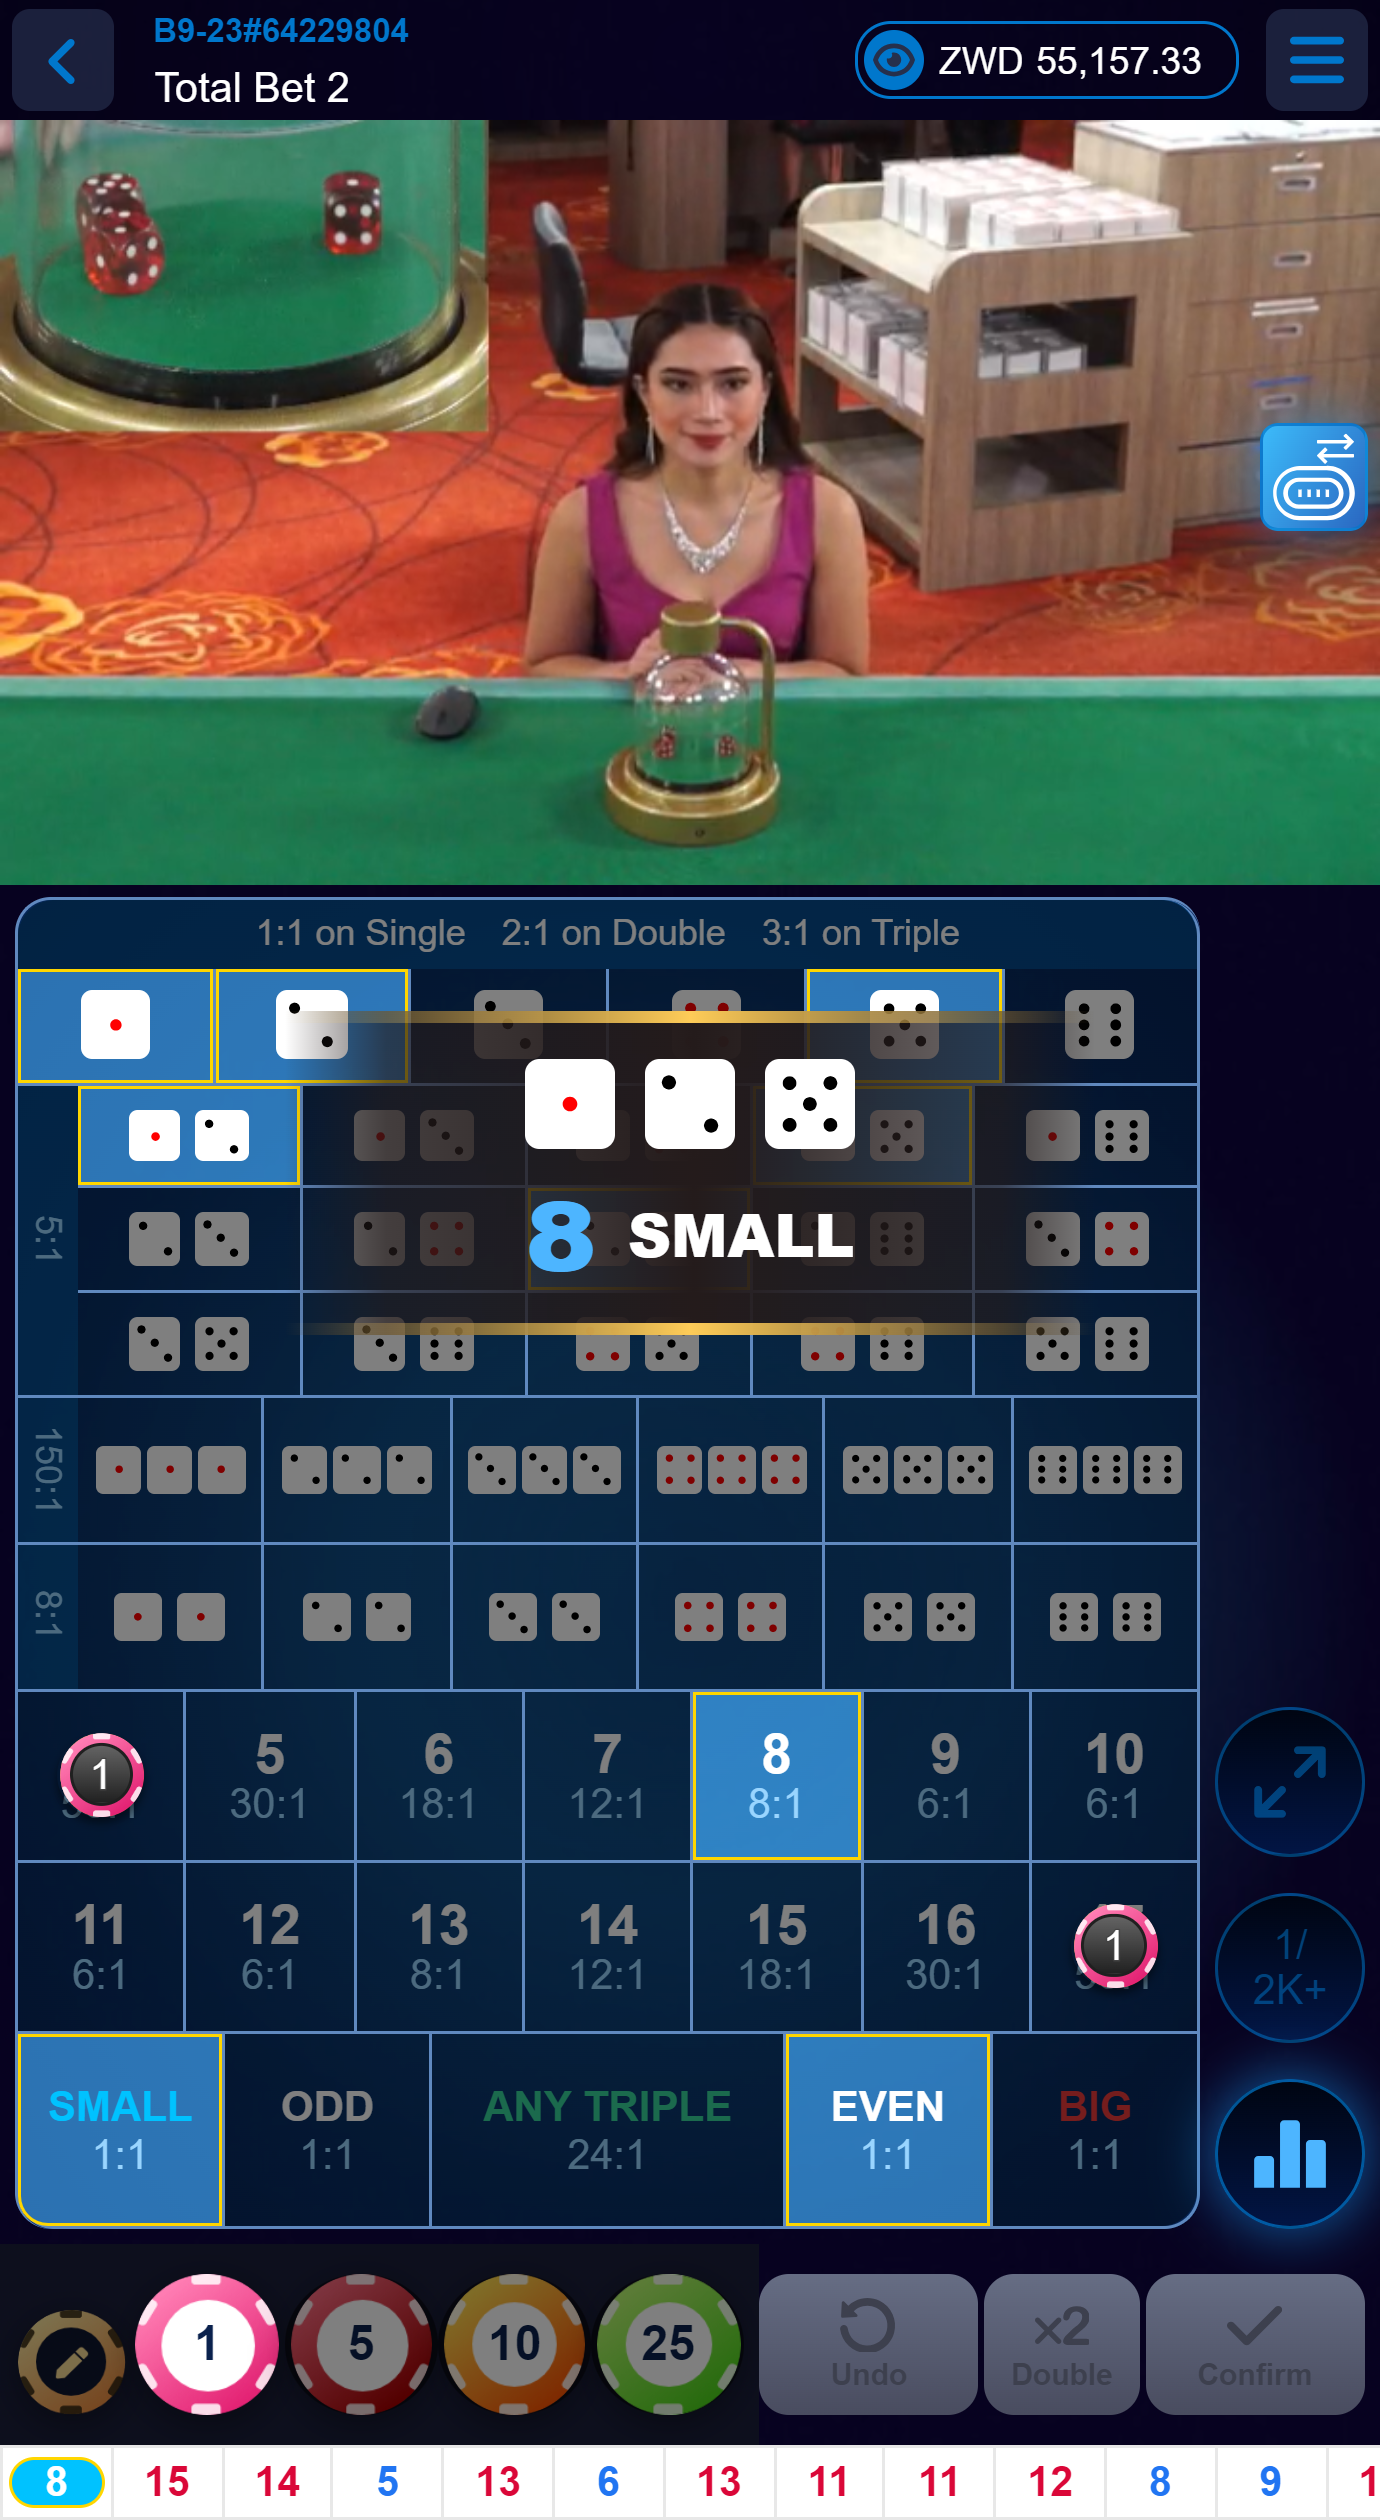 B9-23#64229804
Total Bet 2
ZWD 55,157.33
1:1 on Single 2:1 on Double 3:1 on Triple
8 SMALL
5:1
150:1
8:1
1 5 6 7 8 9 10
30:1 18:1 12:1 8:1 6:1 6:1
11 12 13 14 15 16 1
6:1 6:1 8:1 12:1 18:1 30:1
1/
2K+
SMALL ODD ANY TRIPLE EVEN BIG
1:1 1:1 24:1 1:1 1:1
1 5 10 25
x2
Undo Double Confirm
8 15 14 5 13 6 13 11 11 12 8 9